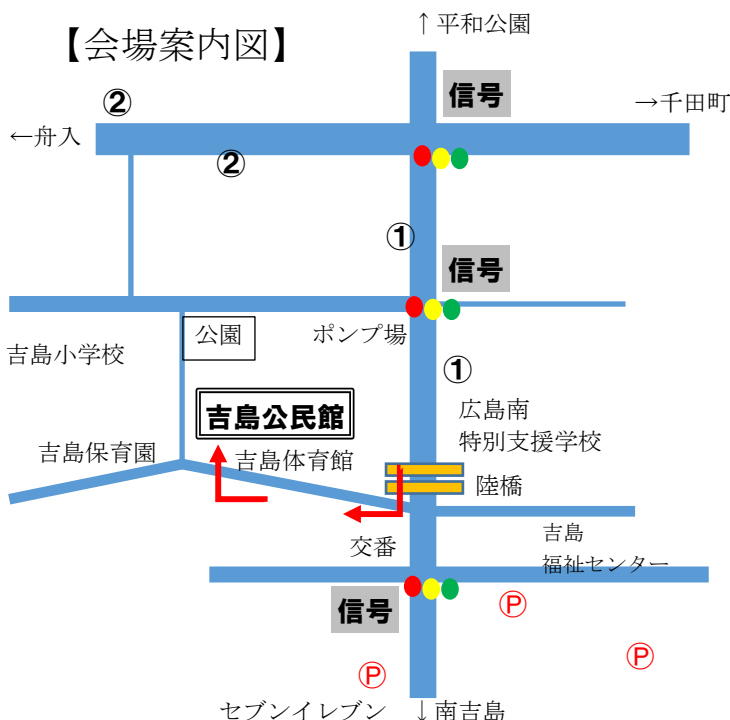 【会場案内図】
↑平和公園
信号
②
→千田町
←舟入
②
①
信号
公園
ポンプ場
吉島小学校
①
吉島公民館
広島南
特別支援学校
吉島保育園
吉島体育館
陸橋
交番
吉島
福祉センター
信号
Ⓟ
Ⓟ
Ⓟ
セブンイレブン
↓南吉島